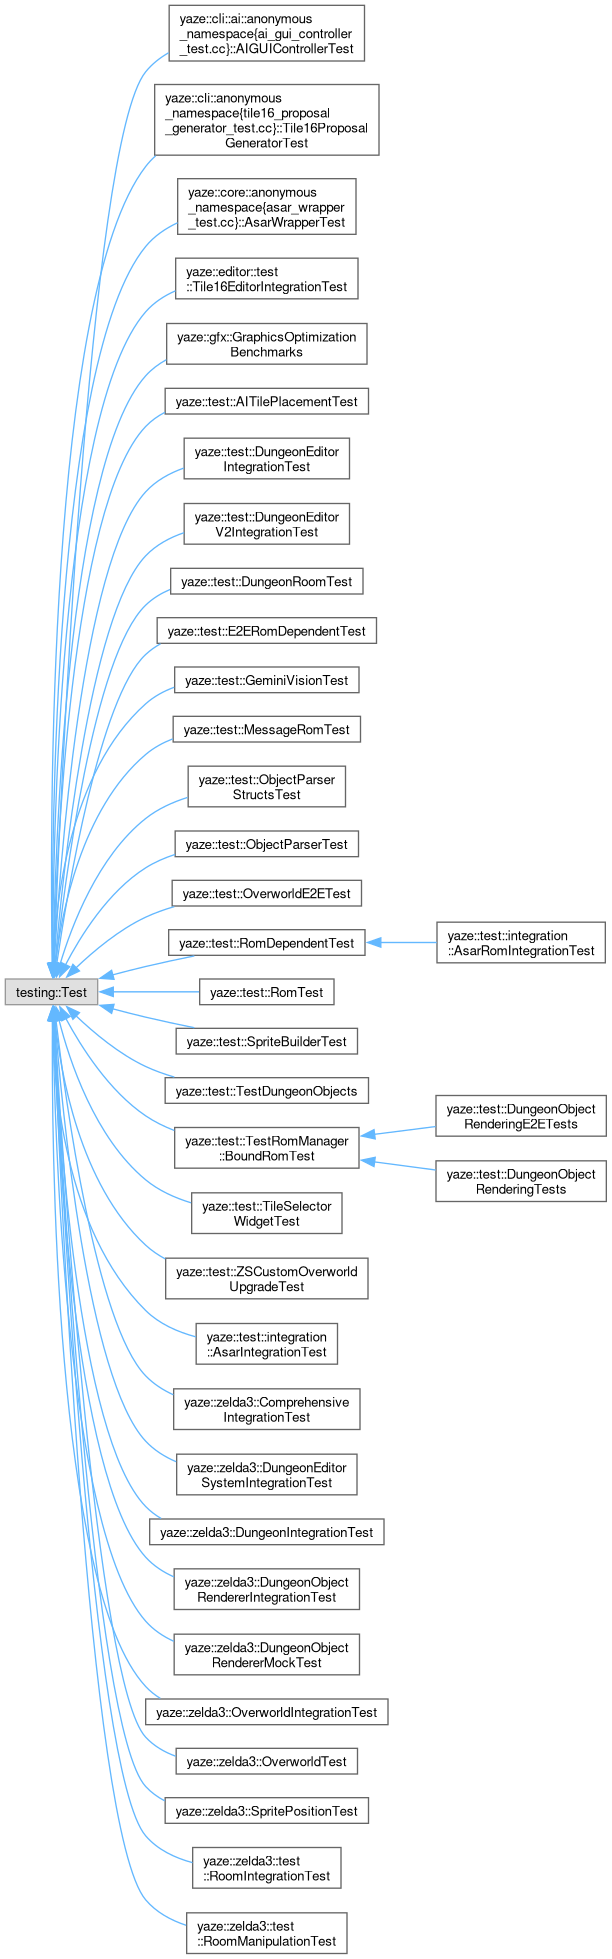 yaze::cli::ai::anonymous
_namespace{ai_gui_controller
_test.cc}::AIGUIControllerTest
yaze::cli::anonymous
_namespace{tile16_proposal
_generator_test.cc}::Tile16Proposal
GeneratorTest
yaze::core::anonymous
_namespace{asar_wrapper
_test.cc}::AsarWrapperTest
yaze::editor::test
::Tile16EditorIntegrationTest
yaze::gfx::GraphicsOptimization
Benchmarks
yaze::test::AITilePlacementTest
yaze::test::DungeonEditor
IntegrationTest
yaze::test::DungeonEditor
V2IntegrationTest
yaze::test::DungeonRoomTest
yaze::test::E2ERomDependentTest
yaze::test::GeminiVisionTest
yaze::test::MessageRomTest
yaze::test::ObjectParser
StructsTest
yaze::test::ObjectParserTest
yaze::test::OverworldE2ETest
yaze::test::RomDependentTest
yaze::test::integration
::AsarRomIntegrationTest
testing::Test
yaze::test::RomTest
yaze::test::SpriteBuilderTest
yaze::test::TestDungeonObjects
yaze::test::TestRomManager
::BoundRomTest
yaze::test::DungeonObject
RenderingE2ETests
yaze::test::DungeonObject
RenderingTests
yaze::test::TileSelector
WidgetTest
yaze::test::ZSCustomOverworld
UpgradeTest
yaze::test::integration
::AsarIntegrationTest
yaze::zelda3::Comprehensive
IntegrationTest
yaze::zelda3::DungeonEditor
SystemIntegrationTest
yaze::zelda3::DungeonIntegrationTest
yaze::zelda3::DungeonObject
RendererIntegrationTest
yaze::zelda3::DungeonObject
RendererMockTest
yaze::zelda3::OverworldIntegrationTest
yaze::zelda3::OverworldTest
yaze::zelda3::SpritePositionTest
yaze::zelda3::test
::RoomIntegrationTest
yaze::zelda3::test
::RoomManipulationTest